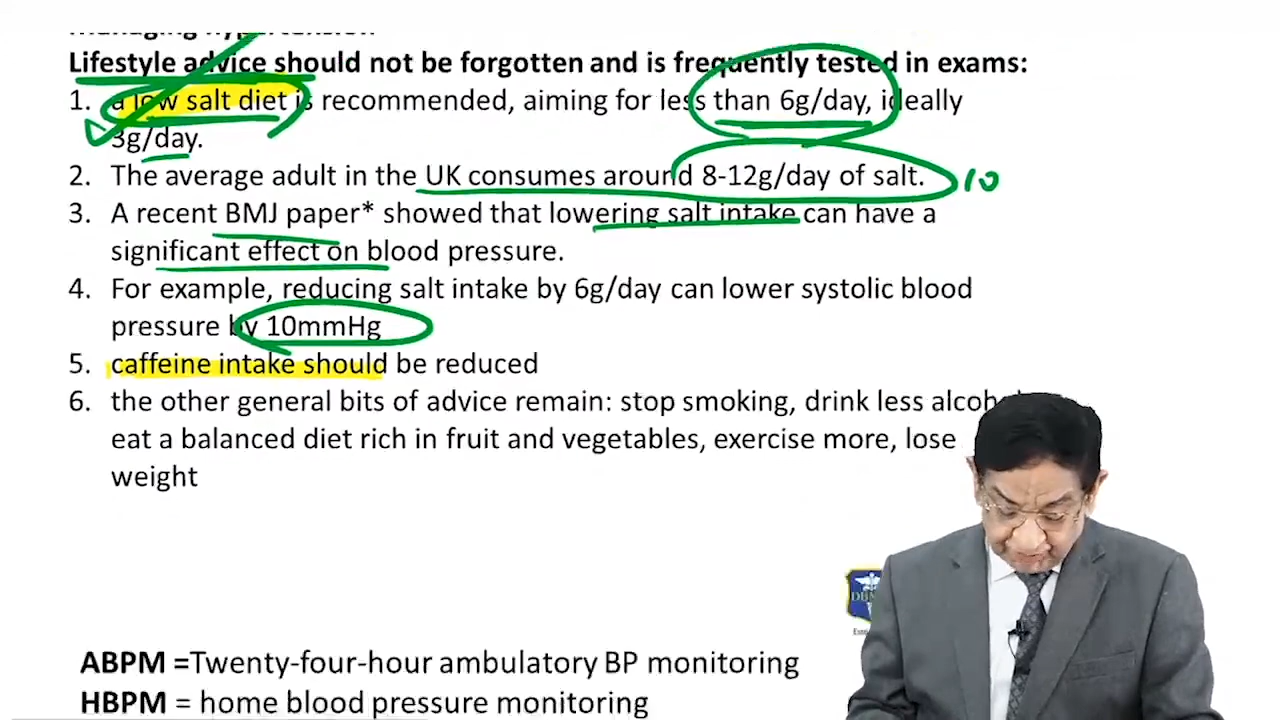 Managing hypertension
Lifestyle advice should not be forgotten and is frequently tested in exams:
1. a low salt diet is recommended, aiming for less than 6g/day, ideally
3g/day.
2. The average adult in the UK consumes around 8-12g/day of salt. 10
3. A recent BMJ paper* showed that lowering salt intake can have a
significant effect on blood pressure.
4. For example, reducing salt intake by 6g/day can lower systolic blood
pressure by 10mmHg
5. caffeine intake should be reduced
6. the other general bits of advice remain: stop smoking, drink less
eat a balanced diet rich in fruit and vegetables, exercise more, lose
weight
ABPM =Twenty-four-hour ambulatory BP monitoring
HBPM = home blood pressure monitoring